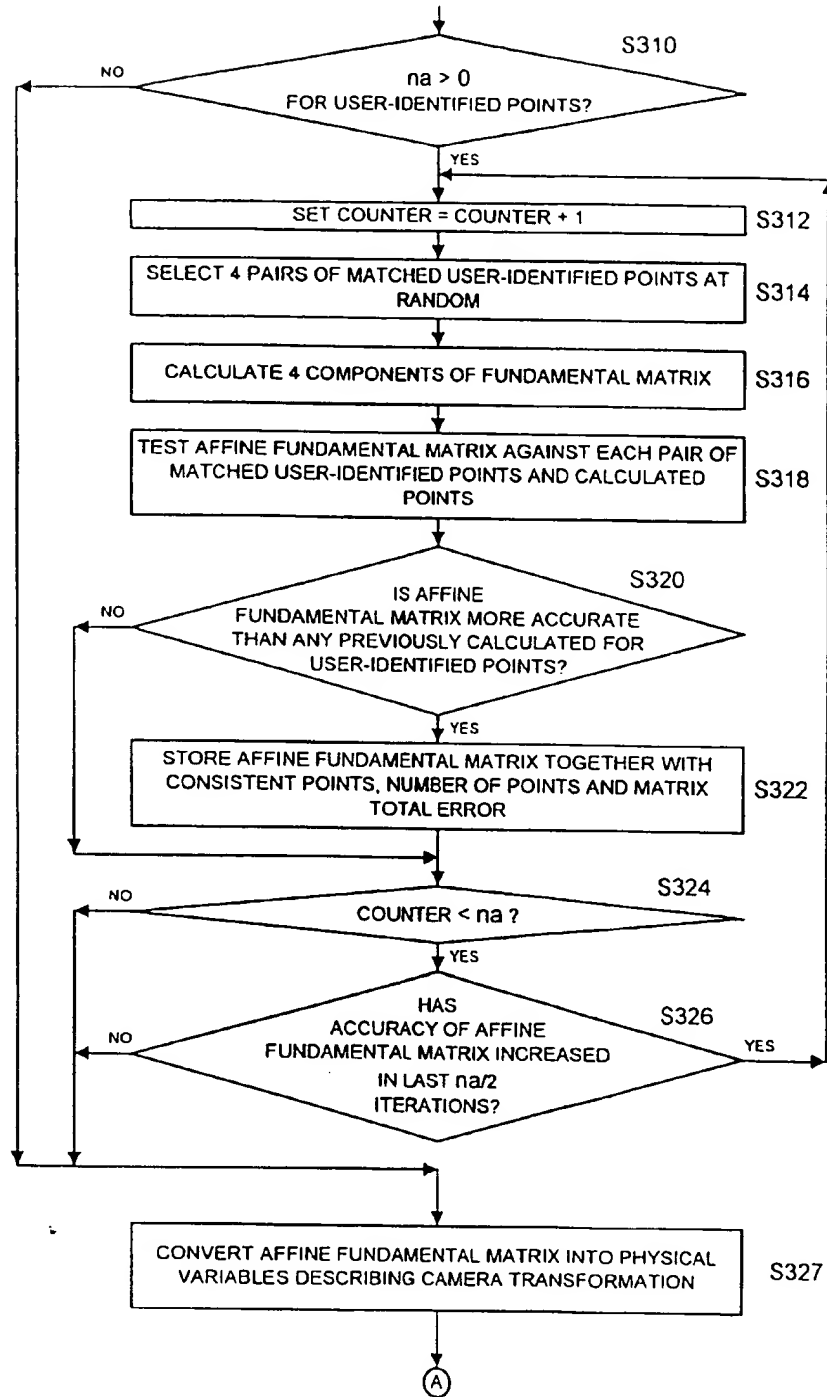 S310
na > 0
NO
FOR USER-IDENTIFIED POINTS?
YES
SET COUNTER = COUNTER + 1
S312
SELECT 4 PAIRS OF MATCHED USER-IDENTIFIED POINTS AT
RANDOM
S314
CALCULATE 4 COMPONENTS OF FUNDAMENTAL MATRIX
S316
TEST AFFINE FUNDAMENTAL MATRIX AGAINST EACH PAIR OF
MATCHED USER-IDENTIFIED POINTS AND CALCULATED
POINTS
S318
S320
IS AFFINE
NO
FUNDAMENTAL MATRIX MORE ACCURATE
THAN ANY PREVIOUSLY CALCULATED FOR
USER-IDENTIFIED POINTS?
YES
STORE AFFINE FUNDAMENTAL MATRIX TOGETHER WITH
CONSISTENT POINTS, NUMBER OF POINTS AND MATRIX
TOTAL ERROR
S322
S324
NO
COUNTER < na ?
YES
HAS
S326
ACCURACY OF AFFINE
NO
FUNDAMENTAL MATRIX INCREASED
YES
IN LAST na/2
ITERATIONS?
CONVERT AFFINE FUNDAMENTAL MATRIX INTO PHYSICAL
VARIABLES DESCRIBING CAMERA TRANSFORMATION
S327
A